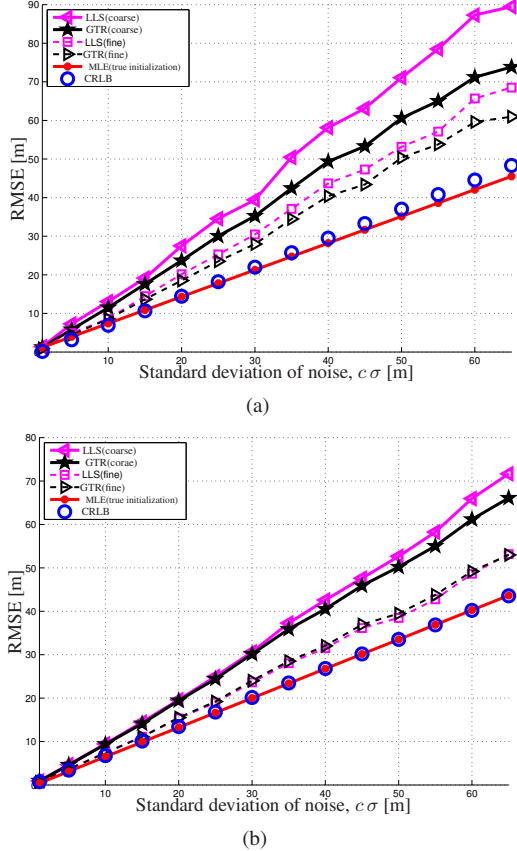 90
80
70
60
50
40
30
20
10
RMSE [m]
LLS(coarse)
GTR(coarse)
LLS(fine)
GTR(fine)
MLE(true initialization)
CRLB
10 20 30 40 50 60
Standard deviation of noise, c σ [m]
(a)
80
70
60
50
40
30
20
10
0
RMSE [m]
LLS(coarse)
GTR(corae)
LLS(fine)
GTR(fine)
MLE(true initialization)
CRLB
10 20 30 40 50 60
Standard deviation of noise, c σ [m]
(b)